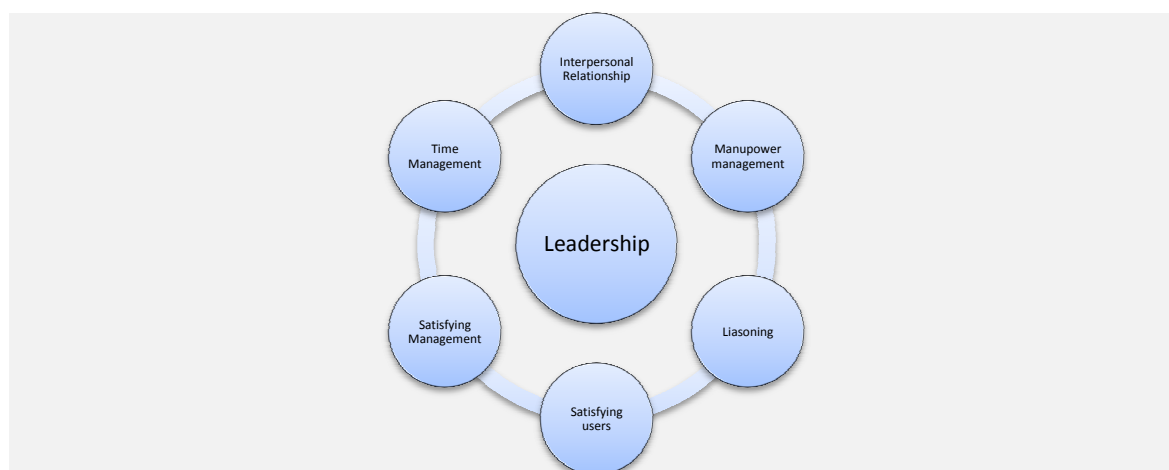 Interpersonal
Relationship
Time
Management
Manupower
management
Leadership
Satisfying
Management
Liasoning
Satisfying
users